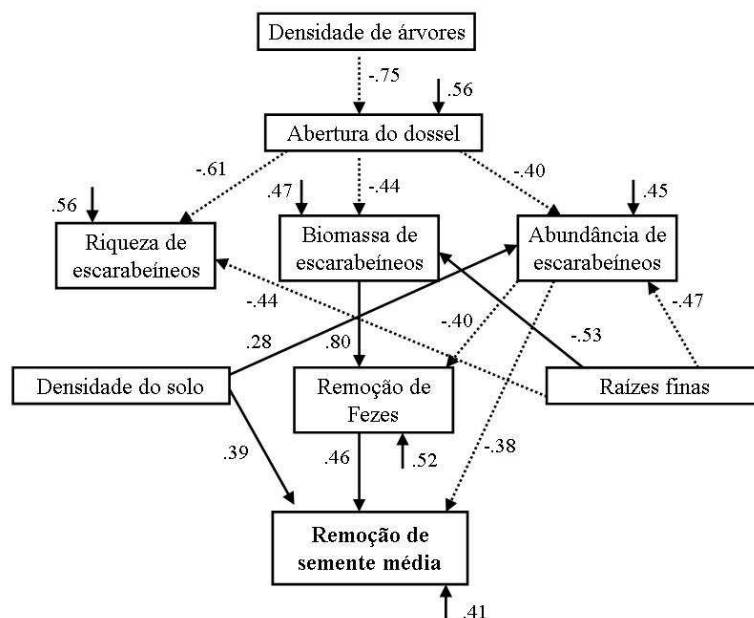 Densidade de árvores
-.75
.56
Abertura do dossel
-.61
-.44
-.40
.56
.47
.45
Riqueza de
escarabeíneos
Biomassa de
escarabeíneos
Abundância de
escarabeíneos
-.44
-.40
-.47
.28
.80
-.53
Densidade do solo
Remoção de
Fezes
Raízes finas
.39
.46
.52
-.38
Remoção de
semente média
.41